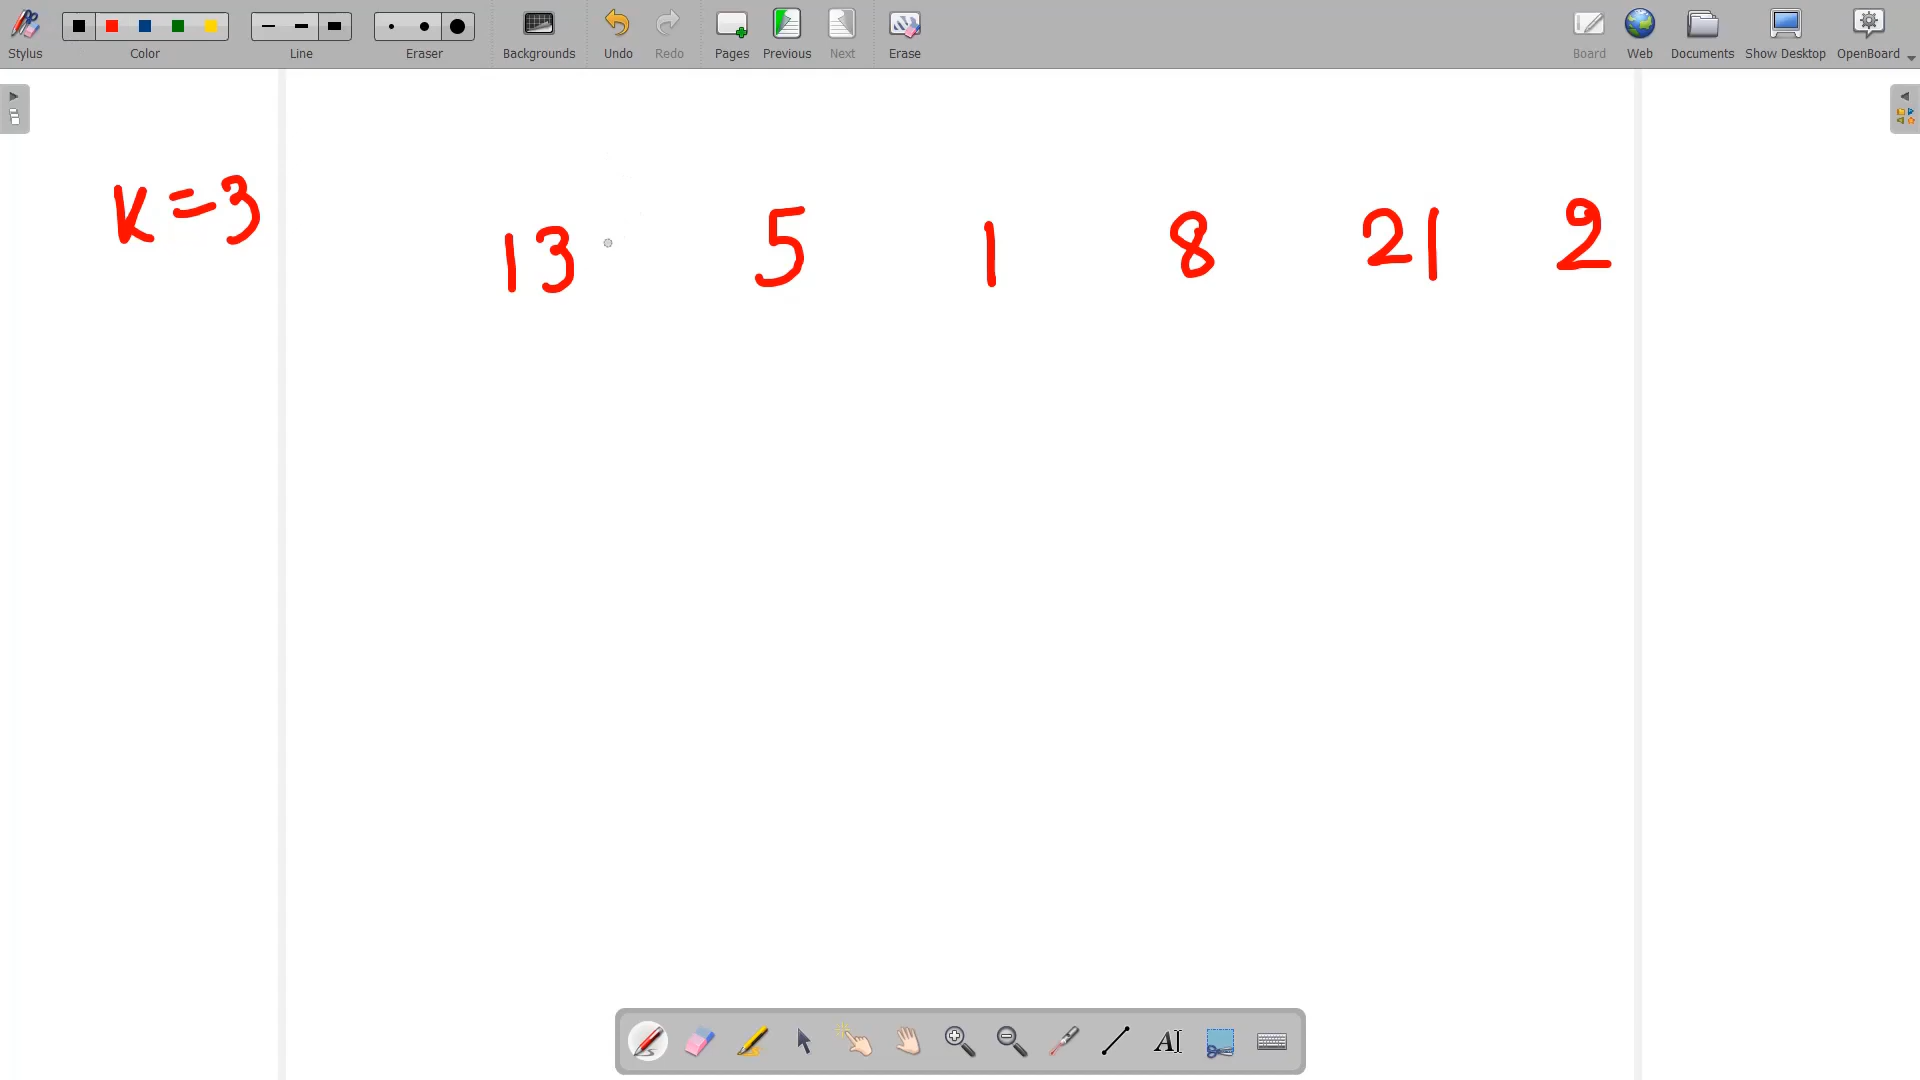 Stylus Color Line Eraser Backgrounds Undo Redo Pages Previous Next Erase Board Web Documents Show Desktop OpenBoard
K=3
13 5 1 8 21 2
AI